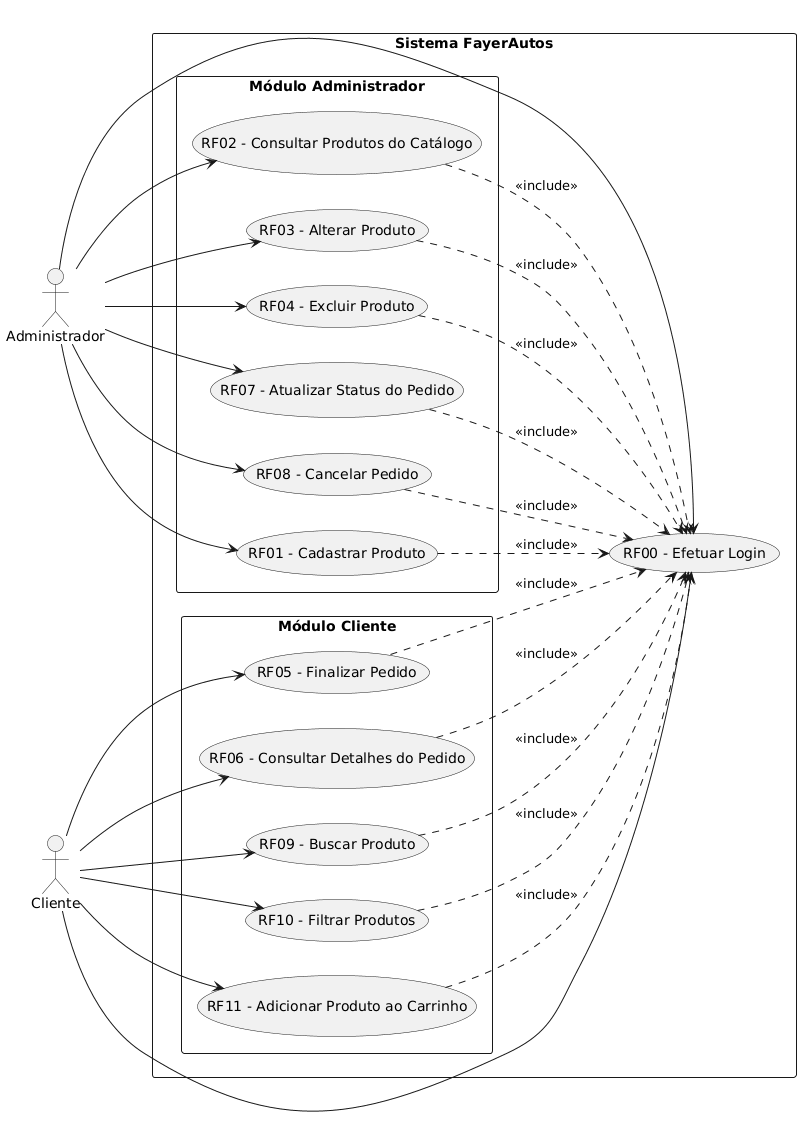 Sistema FayerAutos
Módulo Administrador
RF02 - Consultar Produtos do Catálogo
«include»
RF03 - Alterar Produto
«include»
RF04 - Excluir Produto
Administrador
«include»
RF07 - Atualizar Status do Pedido
«include»
RF08 - Cancelar Pedido
«include»
RF01 - Cadastrar Produto
«include»
RF00 - Efetuar Login
«include»
Módulo Cliente
RF05 - Finalizar Pedido
«include»
RF06 - Consultar Detalhes do Pedido
«include»
RF09 - Buscar Produto
«include»
Cliente
RF10 - Filtrar Produtos
«include»
RF11 - Adicionar Produto ao Carrinho